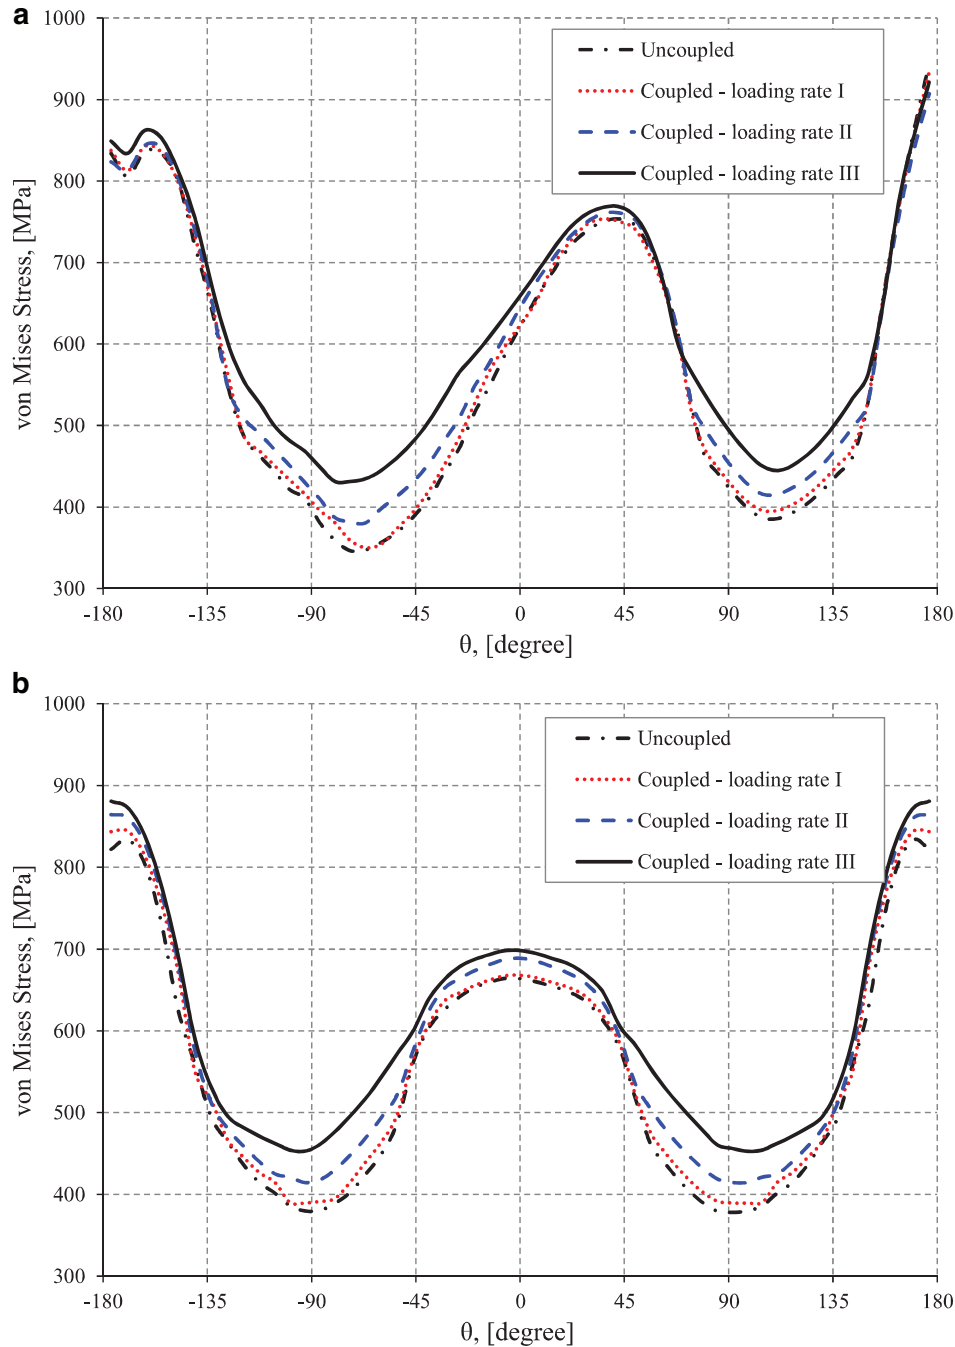 a
1000
900
800
700
600
500
400
300
von Mises Stress, [MPa]
Uncoupled
Coupled - loading rate I
Coupled - loading rate II
Coupled - loading rate III
-180 -135 -90 -45 0 45 90 135 180
θ, [degree]
b
1000
900
800
700
600
500
400
300
von Mises Stress, [MPa]
Uncoupled
Coupled - loading rate I
Coupled - loading rate II
Coupled - loading rate III
-180 -135 -90 -45 0 45 90 135 180
θ, [degree]